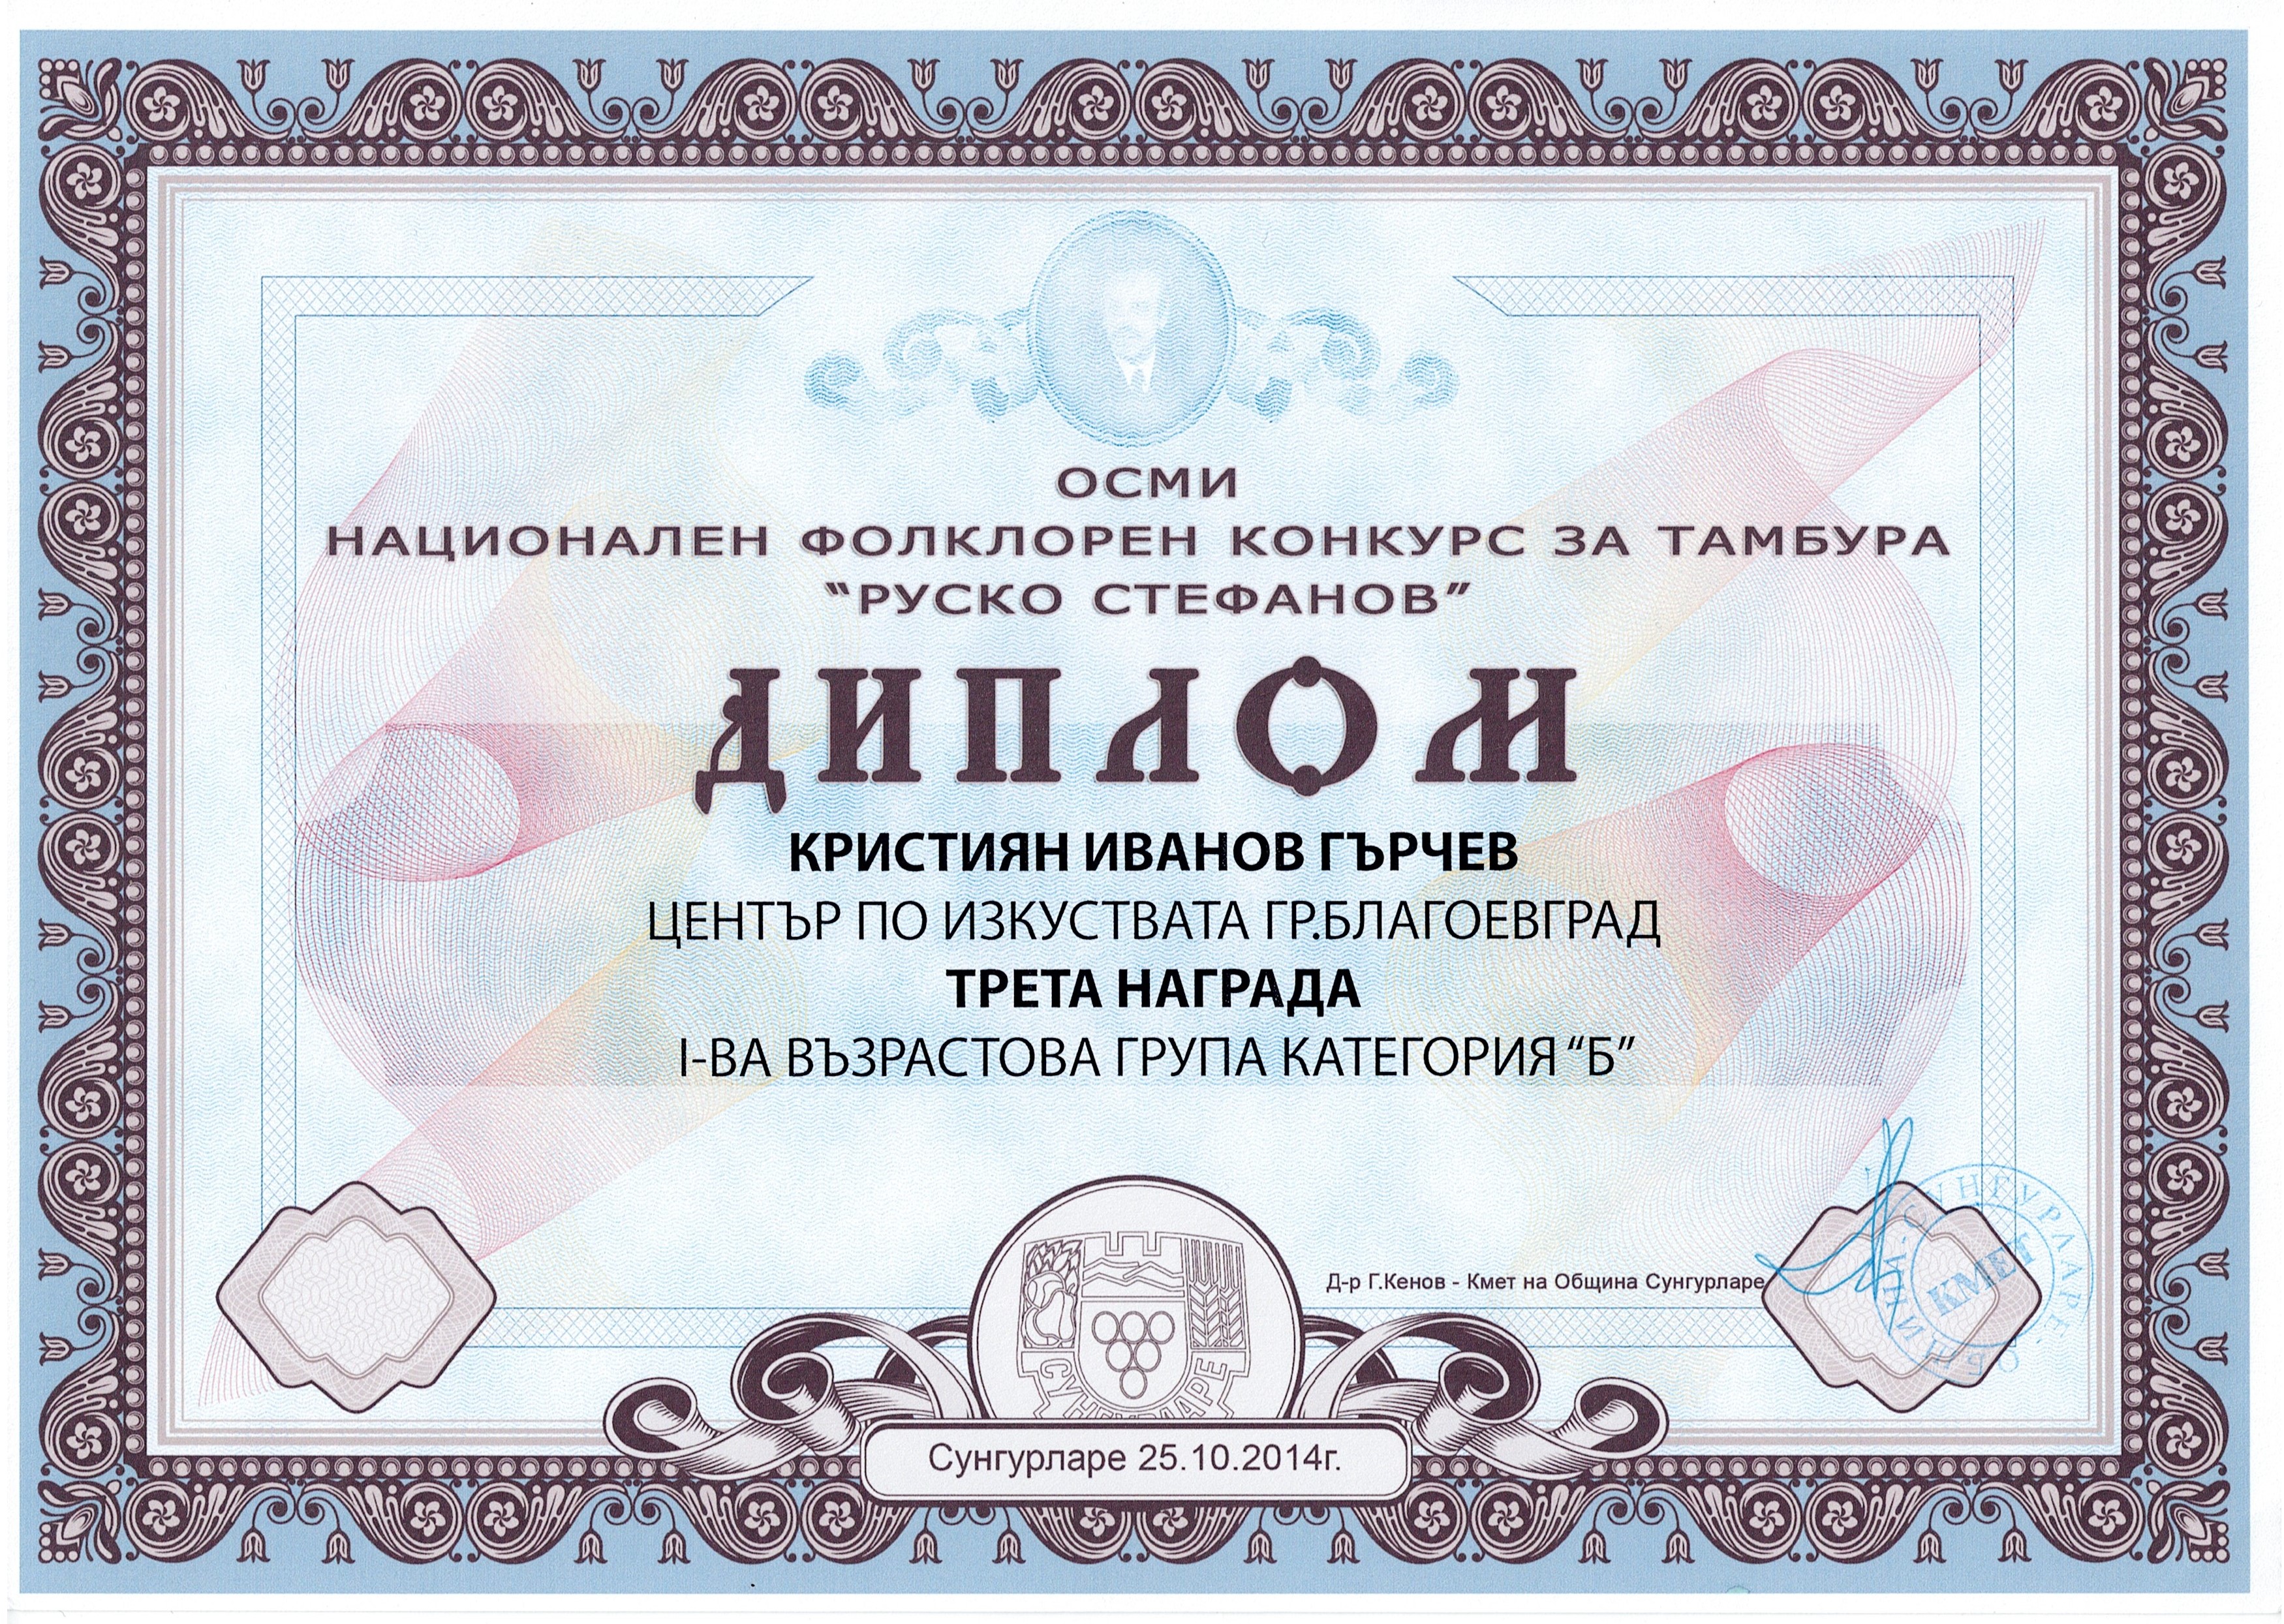 ОСМИ
НАЦИОНАЛЕН ФОЛКЛОРЕН КОНКУРС ЗА ТАМБУРА
“РУСКО СТЕФАНОВ”
ДИПЛОМ
КРИСТИЯН ИВАНОВ ГЪРЧЕВ
ЦЕНТЪР ПО ИЗКУСТВАТА ГР.БЛАГОЕВГРАД
ТРЕТА НАГРАДА
I-ВА ВЪЗРАСТОВА ГРУПА КАТЕГОРИЯ “Б”
Д-р Г.Кенов - Кмет на Община Сунгурларе
ОБЩИНА - СУНГУРЛАРЕ -
КМЕТ
СУНГУРЛАРЕ
Сунгурларе 25.10.2014г.